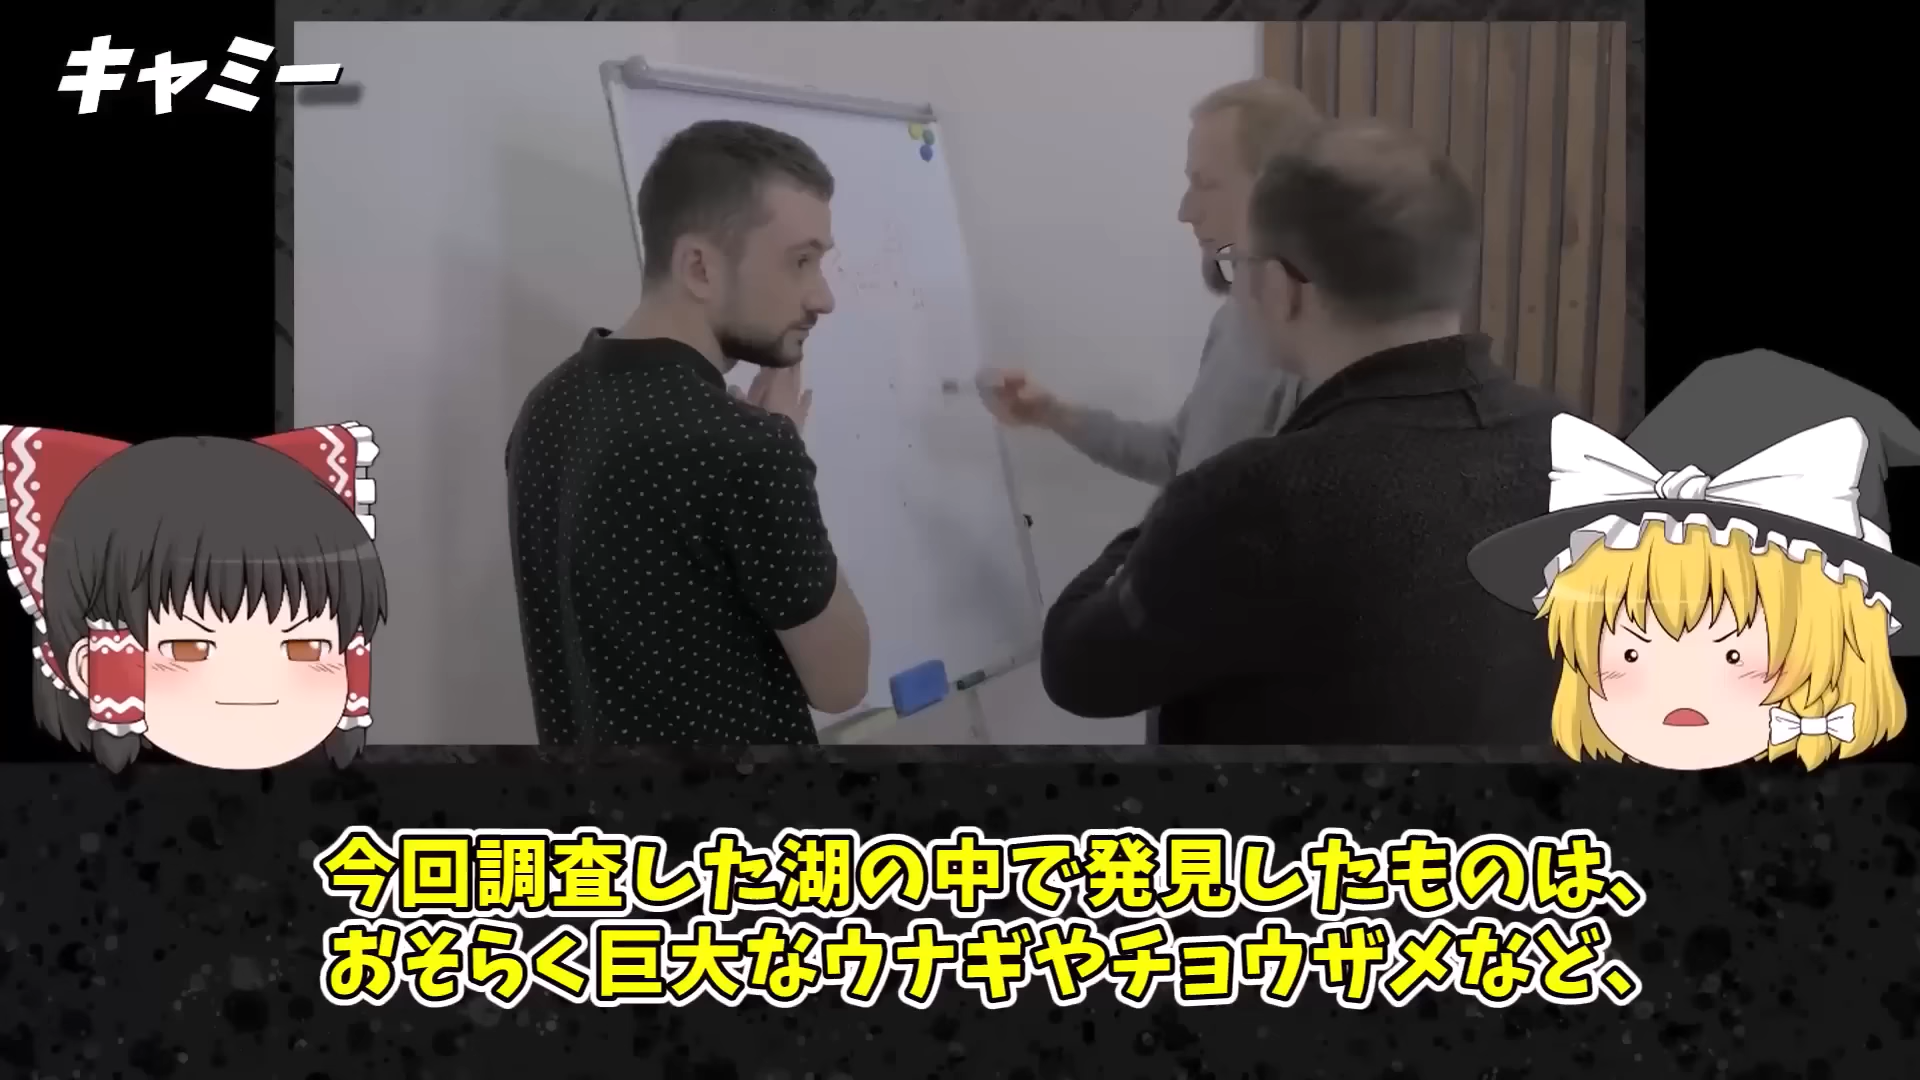 キャミー
今回調査した湖の中で発見したものは、
おそらく巨大なウナギやチョウザメなど、